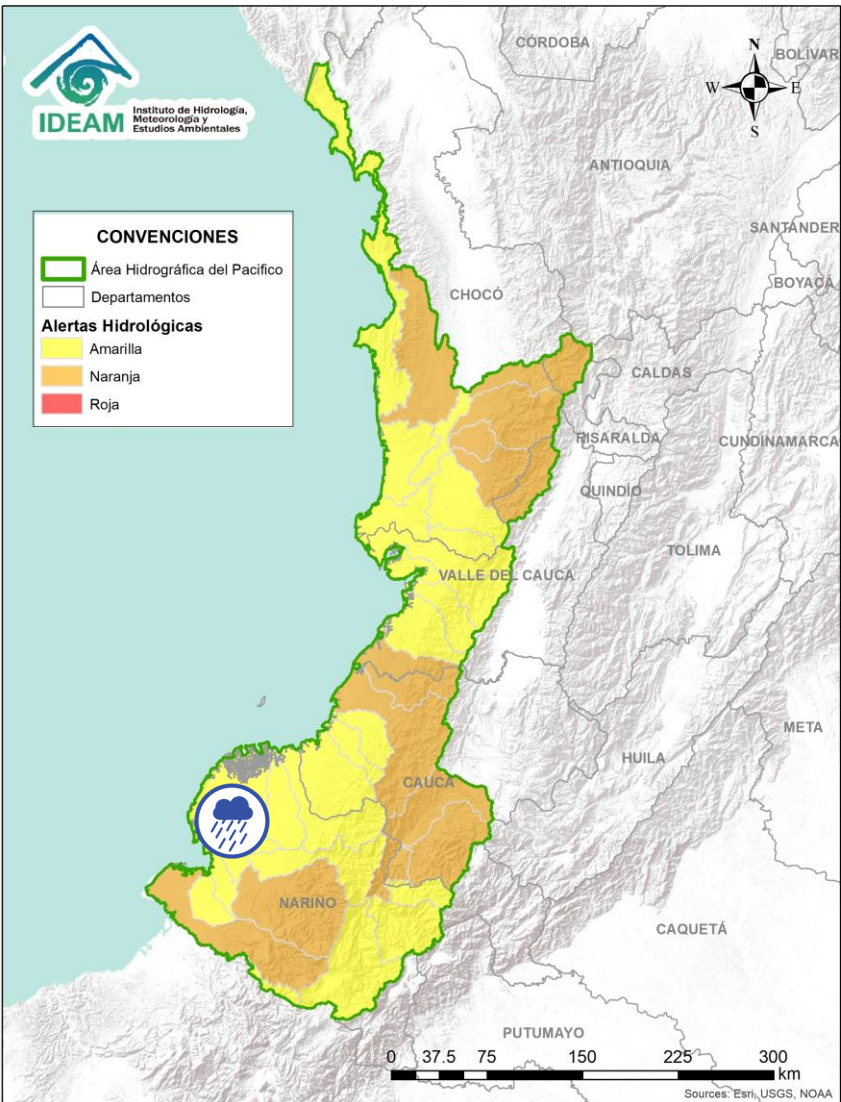 IDEAM
Instituto de Hidrología,
Meteorología y
Estudios Ambientales
N
W
E
S
CÓRDOBA
BOLÍVAR
ANTIOQUIA
SANTANDER
BOYACÁ
CHOCÓ
CALDAS
RISARALDA
CUNDINAMARCA
QUINDÍO
TOLIMA
VALLE DEL CAUCA
META
HUILA
CAUCA
NARIÑO
CAQUETÁ
PUTUMAYO
CONVENCIONES
Área Hidrográfica del Pacifico
Departamentos
Alertas Hidrológicas
Amarilla
Naranja
Roja
0 37.5 75 150 225 300
km
Sources: Esri, USGS, NOAA